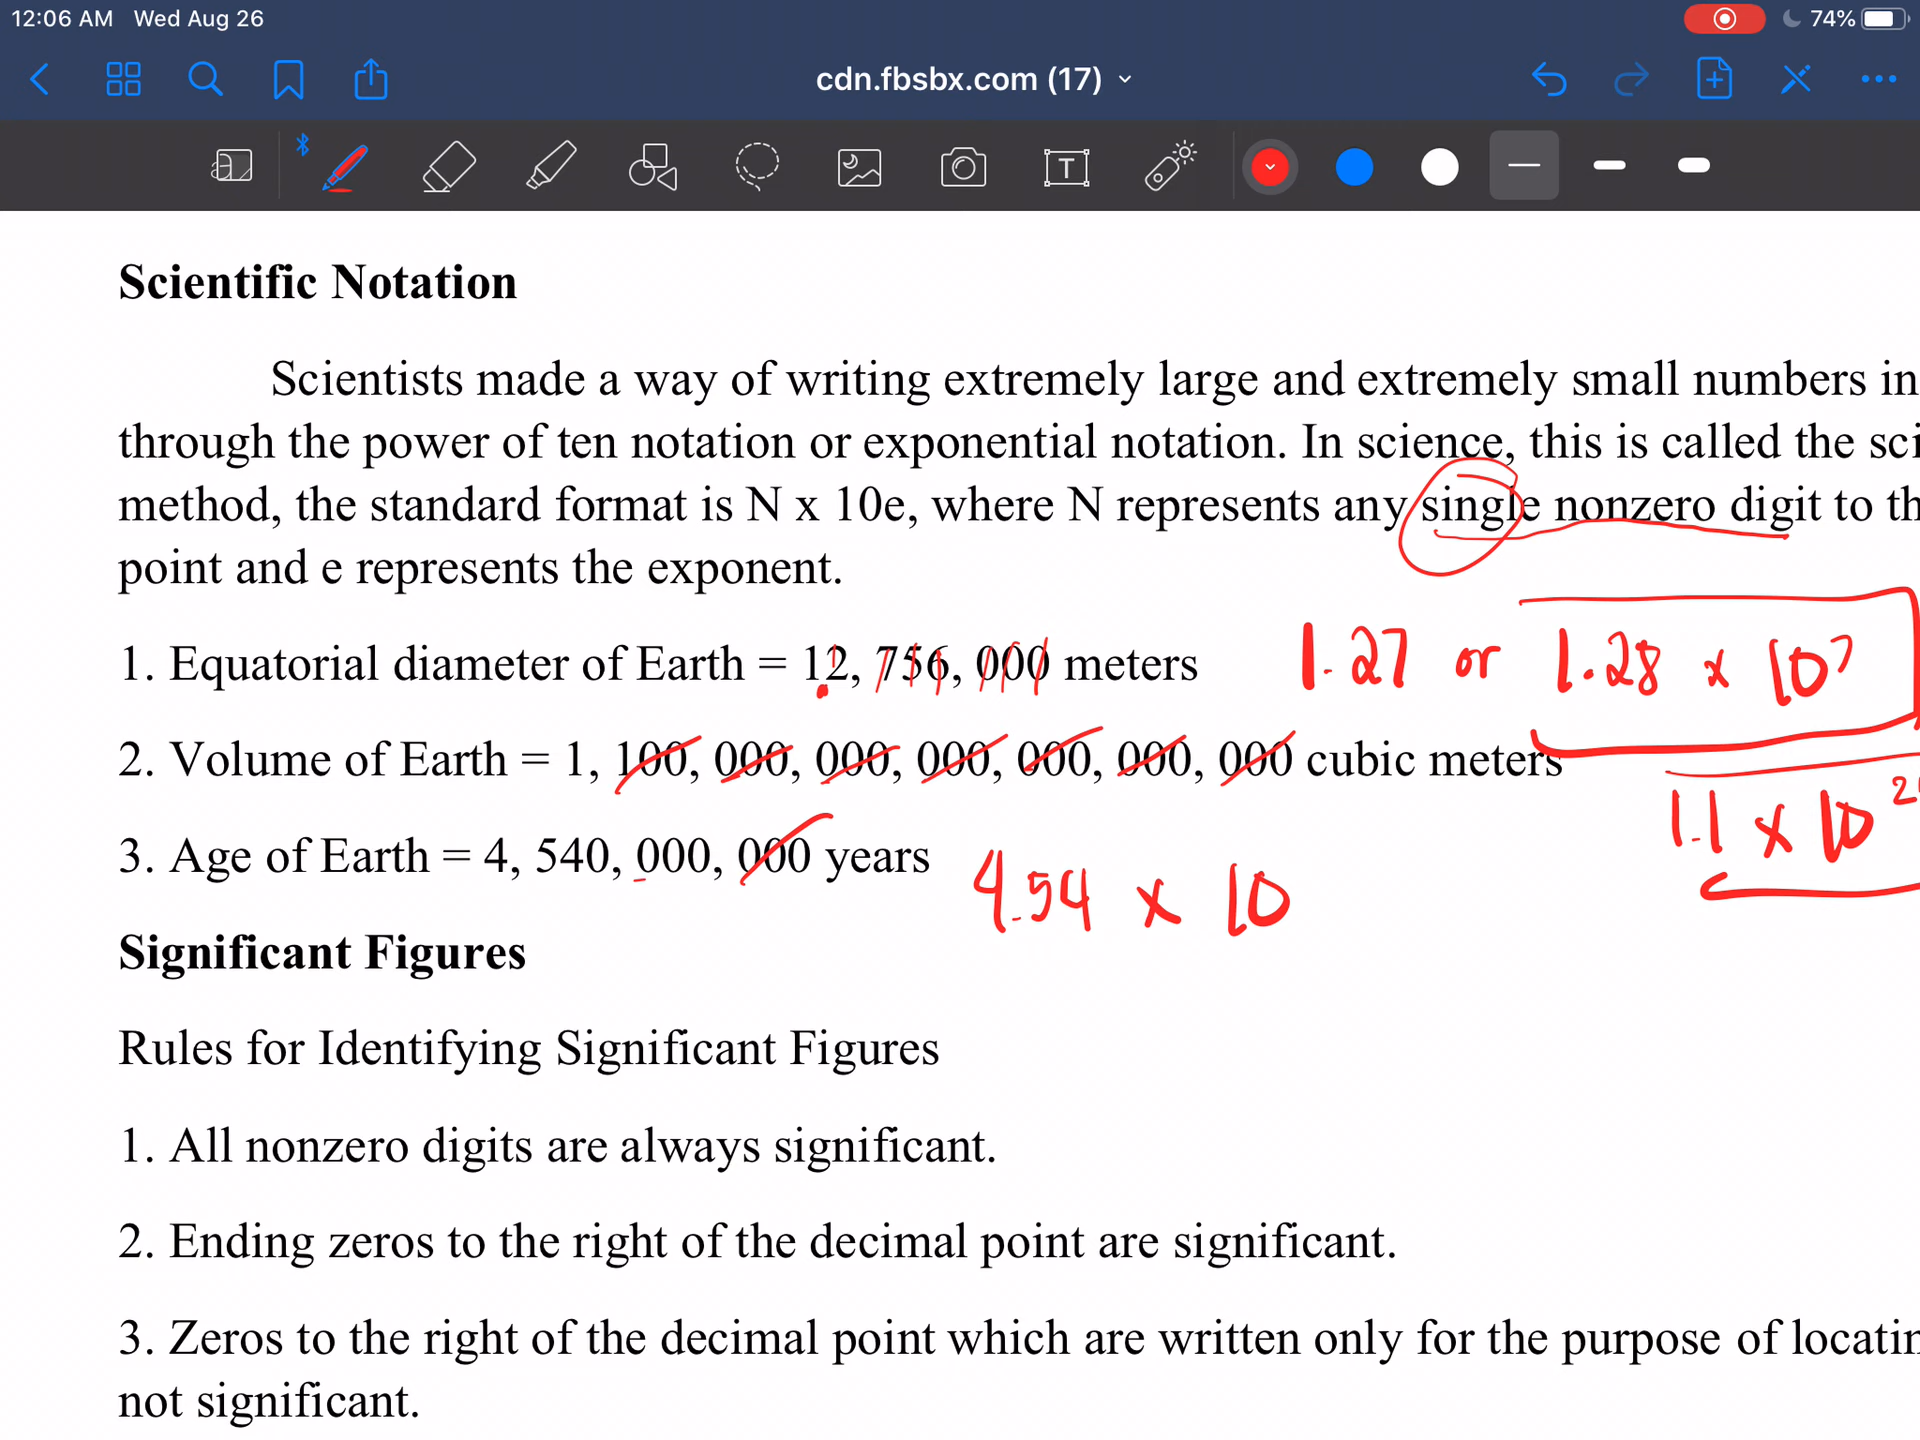 12:06 AM Wed Aug 26
74%
cdn.fbsbx.com (17)
Scientific Notation
Scientists made a way of writing extremely large and extremely small numbers in
through the power of ten notation or exponential notation. In science, this is called the sci
method, the standard format is N x 10e, where N represents any single nonzero digit to th
point and e represents the exponent.
1. Equatorial diameter of Earth = 12, 756, 000 meters 1.27 or 1.28 x 10⁷
2. Volume of Earth = 1, 100, 000, 000, 000, 000, 000, 000 cubic meters
1.1 x 10
3. Age of Earth = 4, 540, 000, 000 years 4.54 x 10
Significant Figures
Rules for Identifying Significant Figures
1. All nonzero digits are always significant.
2. Ending zeros to the right of the decimal point are significant.
3. Zeros to the right of the decimal point which are written only for the purpose of locatin
not significant.